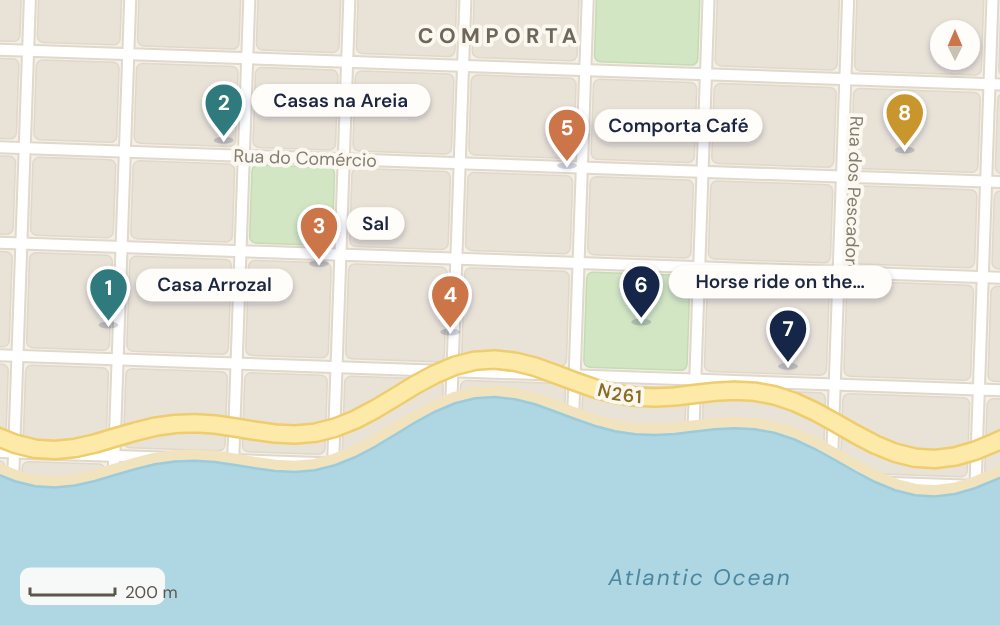 COMPORTA
2 Casas na Areia
8
5 Comporta Café
Rua do Comércio
Rua dos Pescador
3 Sal
1 Casa Arrozal
4
6 Horse ride on the…
7
N261
Atlantic Ocean
200 m